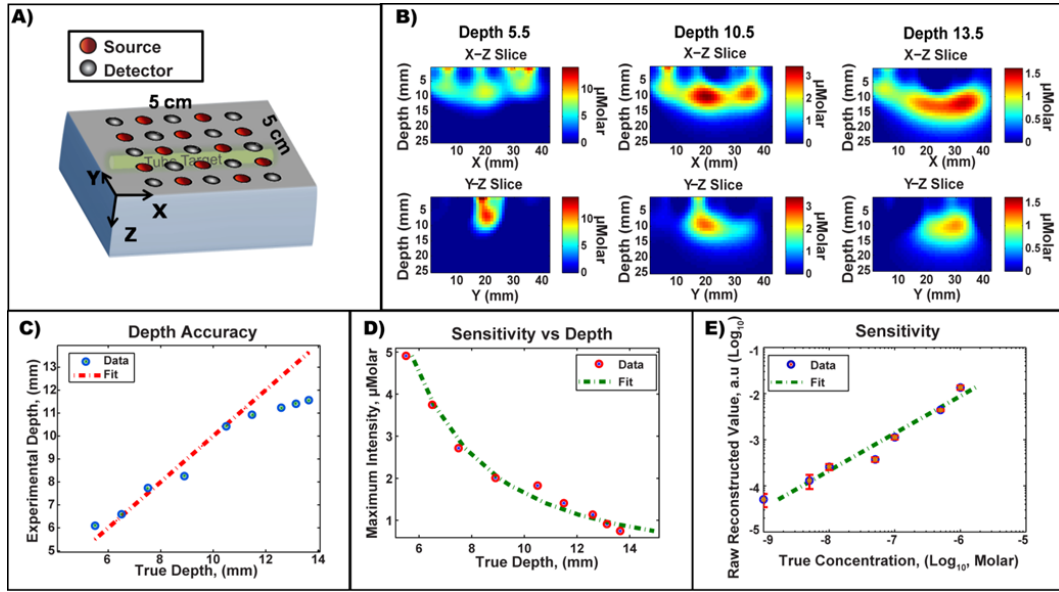 A)
Source
Detector
5 cm
5 cm
Tube Target
Y
X
Z
B)
Depth 5.5
Depth 10.5
Depth 13.5
X-Z Slice
X-Z Slice
X-Z Slice
Depth (mm)
5
10
15
20
25
10 20 30 40
X (mm)
0
5
10
µMolar
Depth (mm)
5
10
15
20
25
10 20 30 40
X (mm)
0
1
2
3
µMolar
Depth (mm)
5
10
15
20
25
10 20 30 40
X (mm)
0
0.5
1
1.5
µMolar
Y-Z Slice
Y-Z Slice
Y-Z Slice
Depth (mm)
5
10
15
20
25
10 20 30 40
Y (mm)
0
5
10
µMolar
Depth (mm)
5
10
15
20
25
10 20 30 40
Y (mm)
0
1
2
3
µMolar
Depth (mm)
5
10
15
20
25
10 20 30 40
Y (mm)
0
0.5
1
1.5
µMolar
C)
Depth Accuracy
Data
Fit
Experimental Depth, (mm)
13
12
11
10
9
8
7
6
5
6 8 10 12 14
True Depth, (mm)
D)
Sensitivity vs Depth
Data
Fit
Maximum Intensity, µMolar
5
4
3
2
1
6 8 10 12 14
True Depth, (mm)
E)
Sensitivity
Data
Fit
Raw Reconstructed Value, a.u (Log10)
-1
-2
-3
-4
-5
-9 -8 -7 -6 -5
True Concentration, (Log10, Molar)